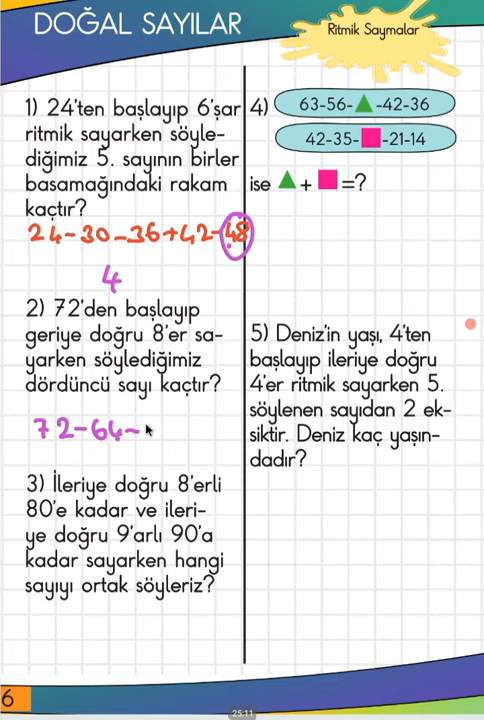 DOĞAL SAYILAR
Ritmik Saymalar
1) 24'ten başlayıp 6'şar
ritmik sayarken söyle-
diğimiz 5. sayının birler
basamağındaki rakam
kaçtır?
24-30-36+42-48
4
2) 72'den başlayıp
geriye doğru 8'er sa-
yarken söylediğimiz
dördüncü sayı kaçtır?
72-64-
3) İleriye doğru 8'erli
80'e kadar ve ileri-
ye doğru 9'arlı 90'a
kadar sayarken hangi
sayıyı ortak söyleriz?
4) 63-56-▲-42-36
42-35-■-21-14
ise ▲+■=?
5) Deniz'in yaşı, 4'ten
başlayıp ileriye doğru
4'er ritmik sayarken 5.
söylenen sayıdan 2 ek-
siktir. Deniz kaç yaşın-
dadır?
6
25:11